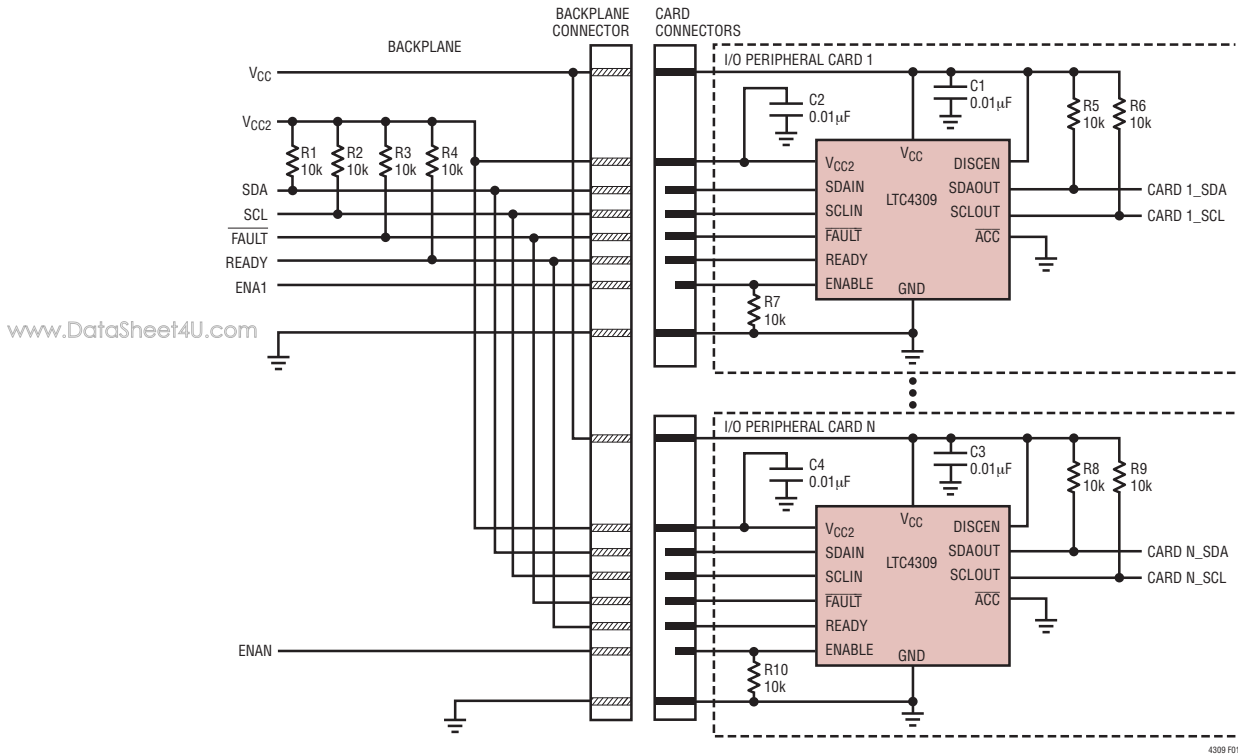 BACKPLANE
CONNECTOR
CARD
CONNECTORS
BACKPLANE
VCC
VCC2
R1
10k
R2
10k
R3
10k
R4
10k
SDA
SCL
FAULT
READY
ENA1
www.DataSheet4U.com
I/O PERIPHERAL CARD 1
C2
0.01µF
C1
0.01µF
R5
10k
R6
10k
VCC2
SDAIN
SCLIN
FAULT
READY
ENABLE
VCC
LTC4309
GND
DISCEN
SDAOUT
SCLOUT
ACC
CARD 1_SDA
CARD 1_SCL
R7
10k
I/O PERIPHERAL CARD N
C4
0.01µF
C3
0.01µF
R8
10k
R9
10k
VCC2
SDAIN
SCLIN
FAULT
READY
ENABLE
VCC
LTC4309
GND
DISCEN
SDAOUT
SCLOUT
ACC
CARD N_SDA
CARD N_SCL
ENAN
R10
10k
4309 F01